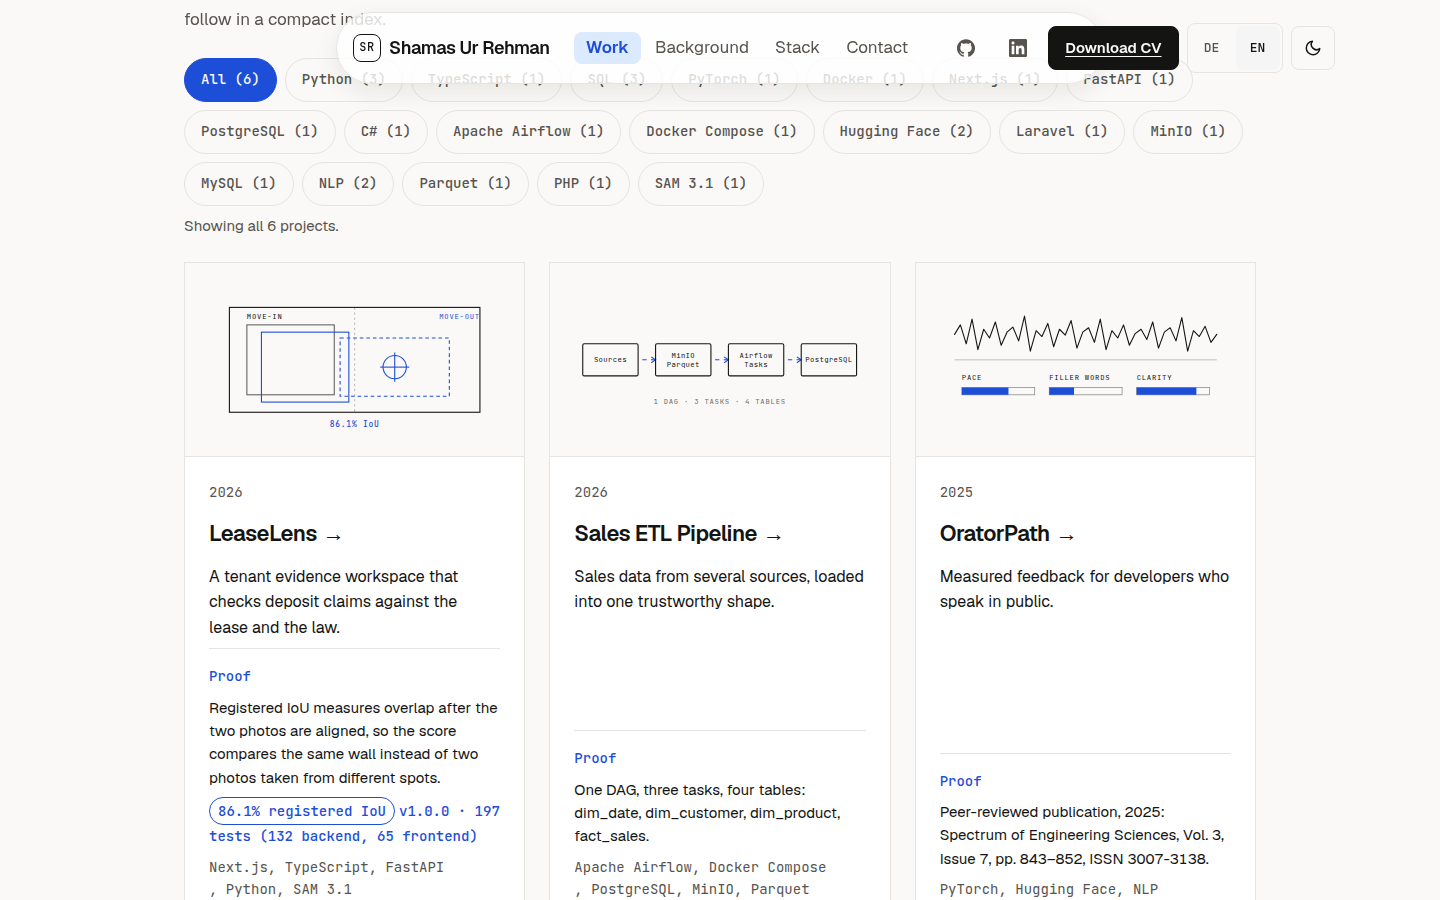 follow in a compact index.
SR Shamas Ur Rehman Work Background Stack Contact Download CV DE EN
All (6) Python (3) TypeScript (1) SQL (3) PyTorch (1) Docker (1) Next.js (1) FastAPI (1)
PostgreSQL (1) C# (1) Apache Airflow (1) Docker Compose (1) Hugging Face (2) Laravel (1) MinIO (1)
MySQL (1) NLP (2) Parquet (1) PHP (1) SAM 3.1 (1)
Showing all 6 projects.
MOVE-IN MOVE-OUT
86.1% IoU
2026
LeaseLens →
A tenant evidence workspace that
checks deposit claims against the
lease and the law.
Proof
Registered IoU measures overlap after the
two photos are aligned, so the score
compares the same wall instead of two
photos taken from different spots.
86.1% registered IoU v1.0.0 · 197
tests (132 backend, 65 frontend)
Next.js, TypeScript, FastAPI
, Python, SAM 3.1
Sources
MinIO
Parquet
Airflow
Tasks
PostgreSQL
1 DAG · 3 TASKS · 4 TABLES
2026
Sales ETL Pipeline →
Sales data from several sources, loaded
into one trustworthy shape.
Proof
One DAG, three tasks, four tables:
dim_date, dim_customer, dim_product,
fact_sales.
Apache Airflow, Docker Compose
, PostgreSQL, MinIO, Parquet
PACE FILLER WORDS CLARITY
2025
OratorPath →
Measured feedback for developers who
speak in public.
Proof
Peer-reviewed publication, 2025:
Spectrum of Engineering Sciences, Vol. 3,
Issue 7, pp. 843–852, ISSN 3007-3138.
PyTorch, Hugging Face, NLP